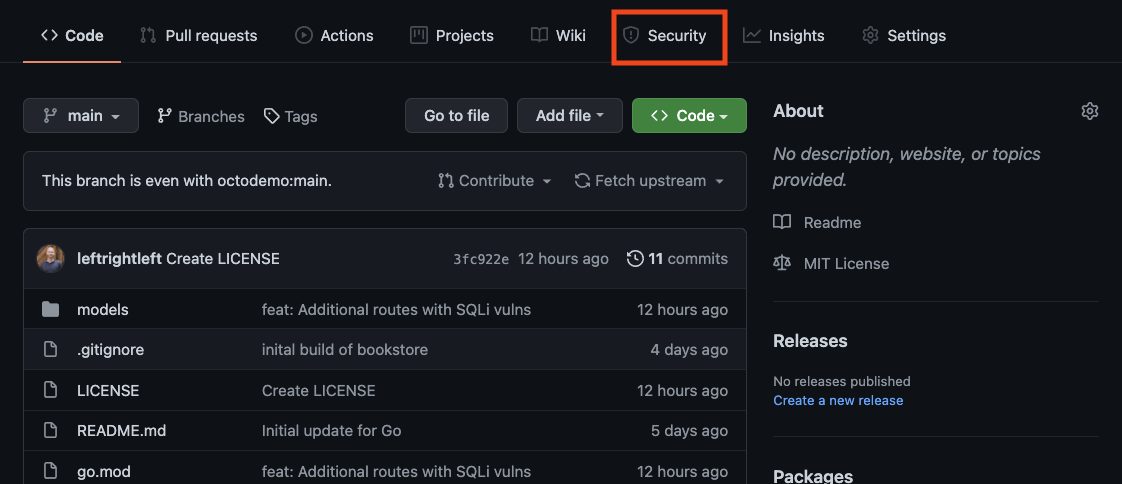 Code Pull requests Actions Projects Wiki Security Insights Settings
main Branches Tags Go to file Add file Code
This branch is even with octodemo:main. Contribute Fetch upstream
leftrightleft Create LICENSE 3fc922e 12 hours ago 11 commits
models feat: Additional routes with SQLi vulns 12 hours ago
.gitignore inital build of bookstore 4 days ago
LICENSE Create LICENSE 12 hours ago
README.md Initial update for Go 5 days ago
go.mod feat: Additional routes with SQLi vulns 12 hours ago
About
No description, website, or topics
provided.
Readme
MIT License
Releases
No releases published
Create a new release
Packages